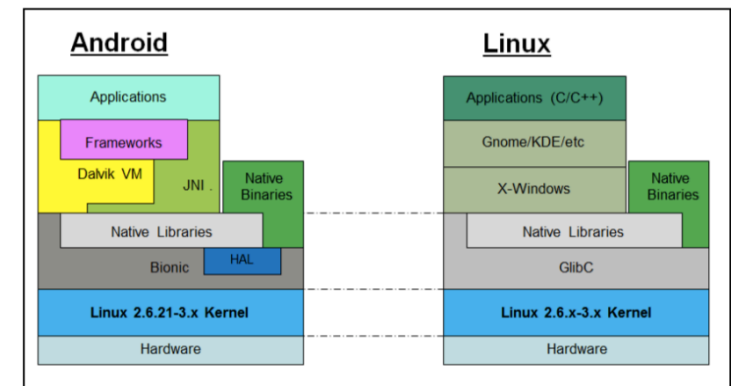 Android
Applications
Frameworks
Dalvik VM
JNI .
Native
Binaries
Native Libraries
Bionic
HAL
Linux 2.6.21-3.x Kernel
Hardware
Linux
Applications (C/C++)
Gnome/KDE/etc
X-Windows
Native
Binaries
Native Libraries
GlibC
Linux 2.6.x-3.x Kernel
Hardware